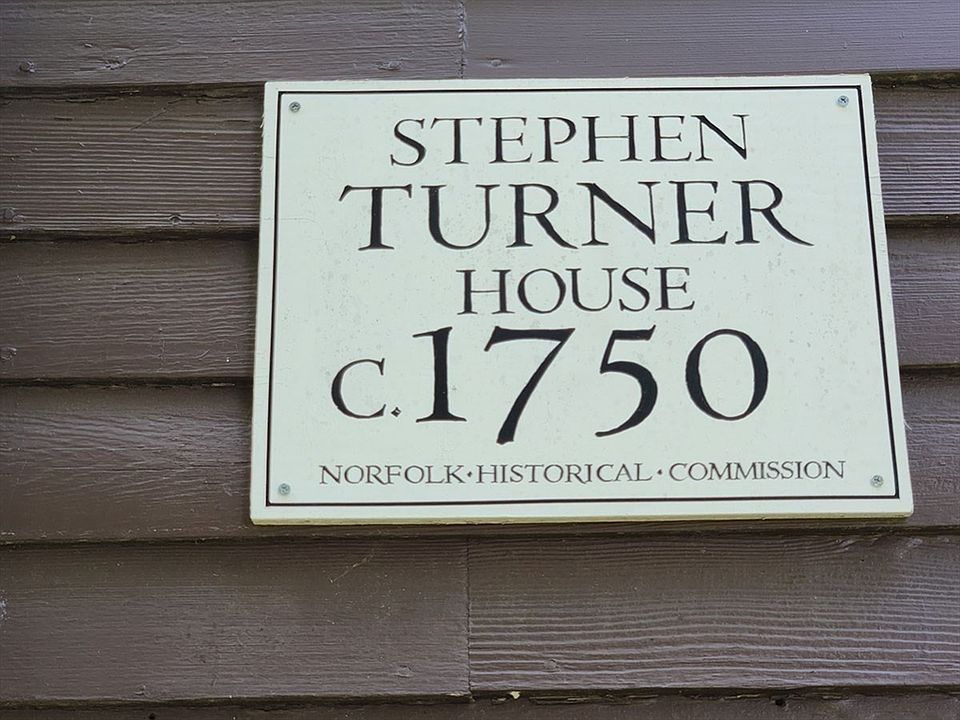 STEPHEN
TURNER
HOUSE
C. 1750
NORFOLK·HISTORICAL·COMMISSION